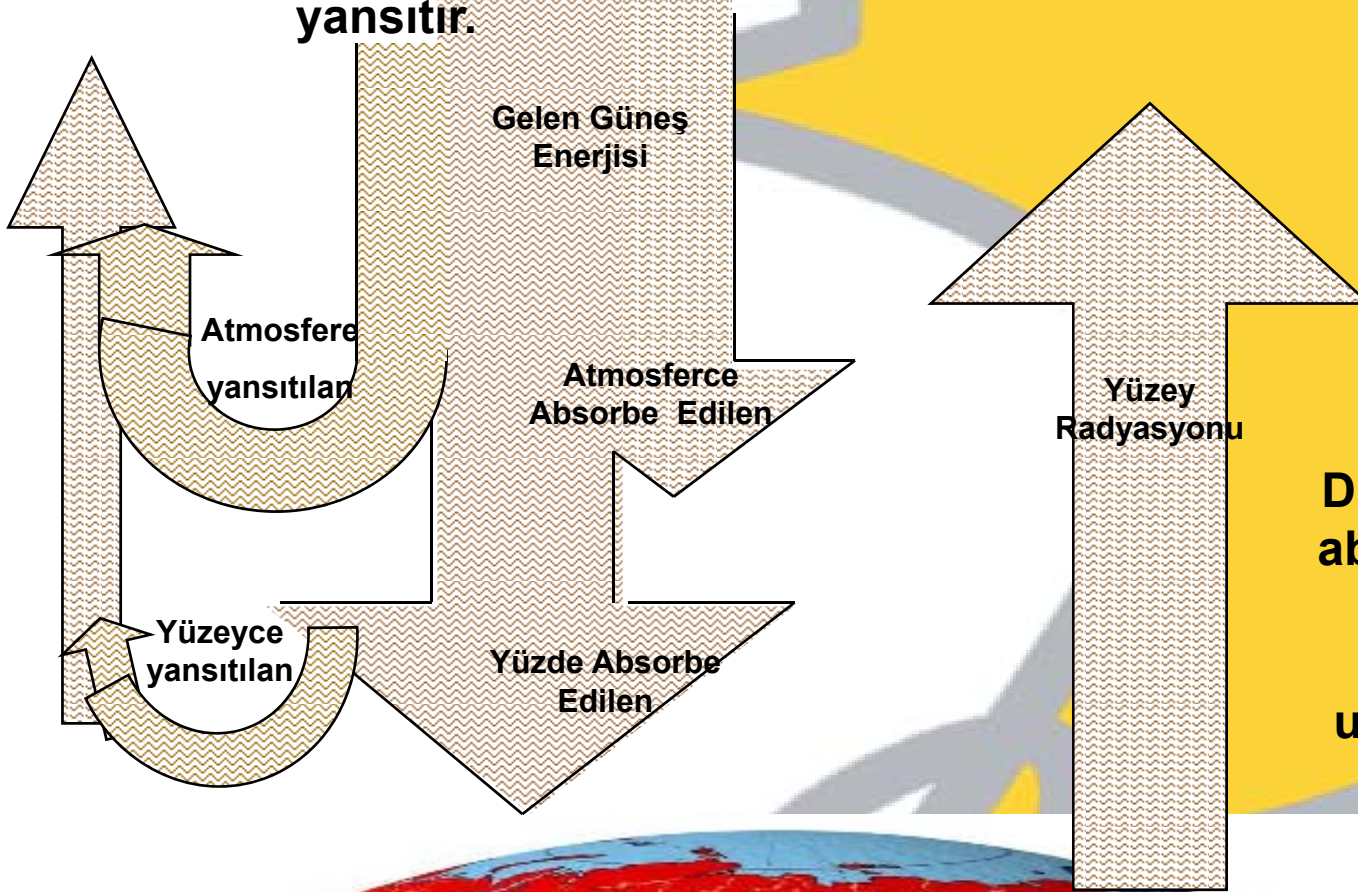 yansıtır.
Gelen Güneş
Enerjisi
Atmosfere
yansıtılan
Atmosferce
Absorbe Edilen
Yüzey
Radyasyonu
Yüzeyce
yansıtılan
Yüzde Absorbe
Edilen